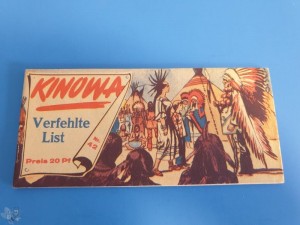 KINOWA
Verfehlte
List
Preis 20 Pf